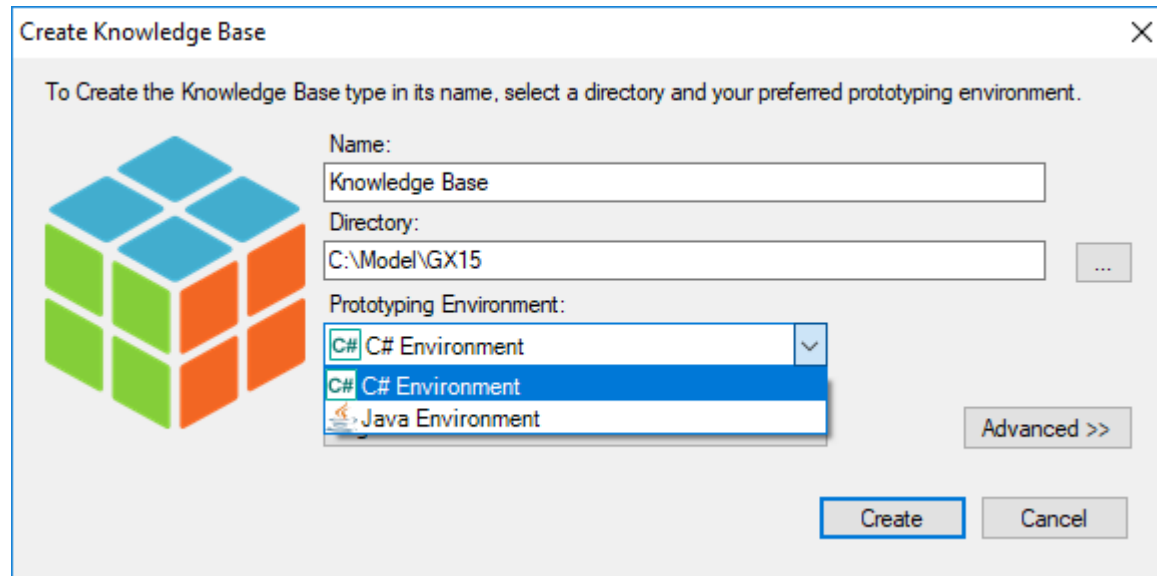 Create Knowledge Base
To Create the Knowledge Base type in its name, select a directory and your preferred prototyping environment.
Name:
Knowledge Base
Directory:
C:\Model\GX15
...
Prototyping Environment:
C# C# Environment
C# C# Environment
Java Environment
Advanced >>
Create
Cancel